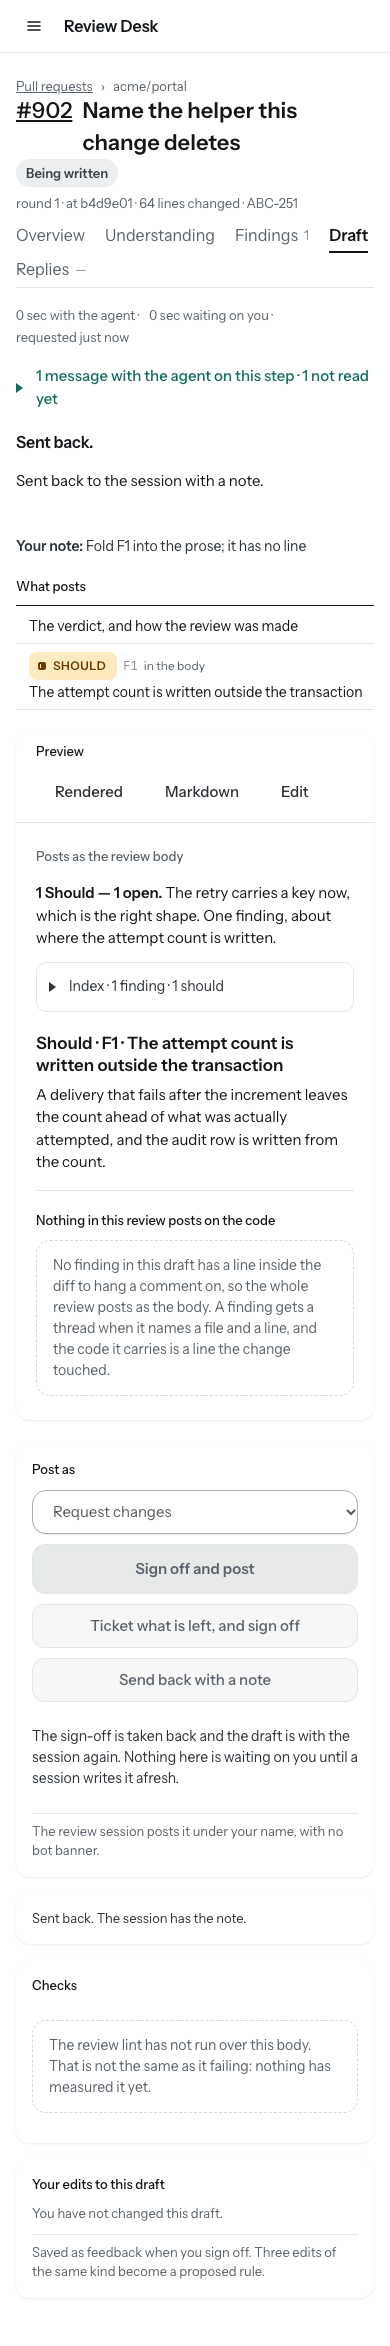 Review Desk
Pull requests › acme/portal
#902 Name the helper this
change deletes
Being written
round 1 · at b4d9e01 · 64 lines changed · ABC-251
Overview Understanding Findings 1 Draft
Replies —
0 sec with the agent · 0 sec waiting on you ·
requested just now
1 message with the agent on this step · 1 not read
yet
Sent back.
Sent back to the session with a note.
Your note: Fold F1 into the prose; it has no line
What posts
The verdict, and how the review was made
SHOULD F1 in the body
The attempt count is written outside the transaction
Preview
Rendered Markdown Edit
Posts as the review body
1 Should — 1 open. The retry carries a key now,
which is the right shape. One finding, about
where the attempt count is written.
Index · 1 finding · 1 should
Should · F1 · The attempt count is
written outside the transaction
A delivery that fails after the increment leaves
the count ahead of what was actually
attempted, and the audit row is written from
the count.
Nothing in this review posts on the code
No finding in this draft has a line inside the
diff to hang a comment on, so the whole
review posts as the body. A finding gets a
thread when it names a file and a line, and
the code it carries is a line the change
touched.
Post as
Request changes
Sign off and post
Ticket what is left, and sign off
Send back with a note
The sign-off is taken back and the draft is with the
session again. Nothing here is waiting on you until a
session writes it afresh.
The review session posts it under your name, with no
bot banner.
Sent back. The session has the note.
Checks
The review lint has not run over this body.
That is not the same as it failing: nothing has
measured it yet.
Your edits to this draft
You have not changed this draft.
Saved as feedback when you sign off. Three edits of
the same kind become a proposed rule.